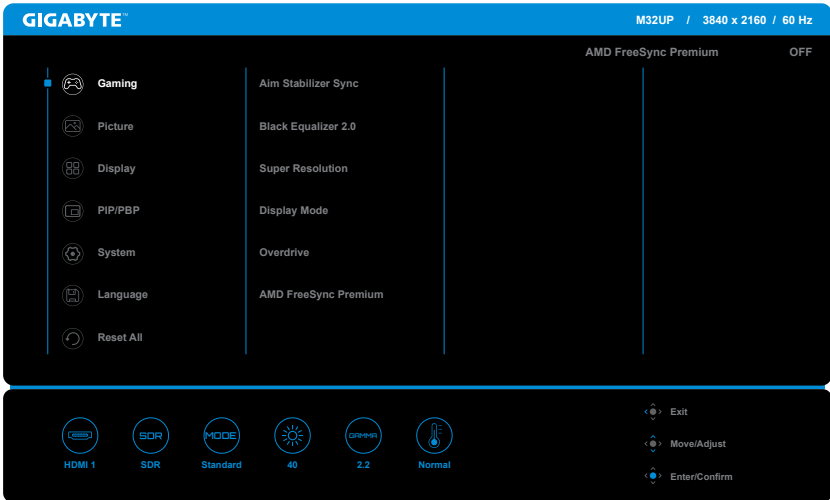 GIGABYTE™
M32UP / 3840 x 2160 / 60 Hz
AMD FreeSync Premium OFF
Gaming Aim Stabilizer Sync
Picture Black Equalizer 2.0
Display Super Resolution
PIP/PBP Display Mode
System Overdrive
Language AMD FreeSync Premium
Reset All
Exit
SDR MODE GAMMA
Move/Adjust
HDMI 1 SDR Standard 40 2.2 Normal
Enter/Confirm